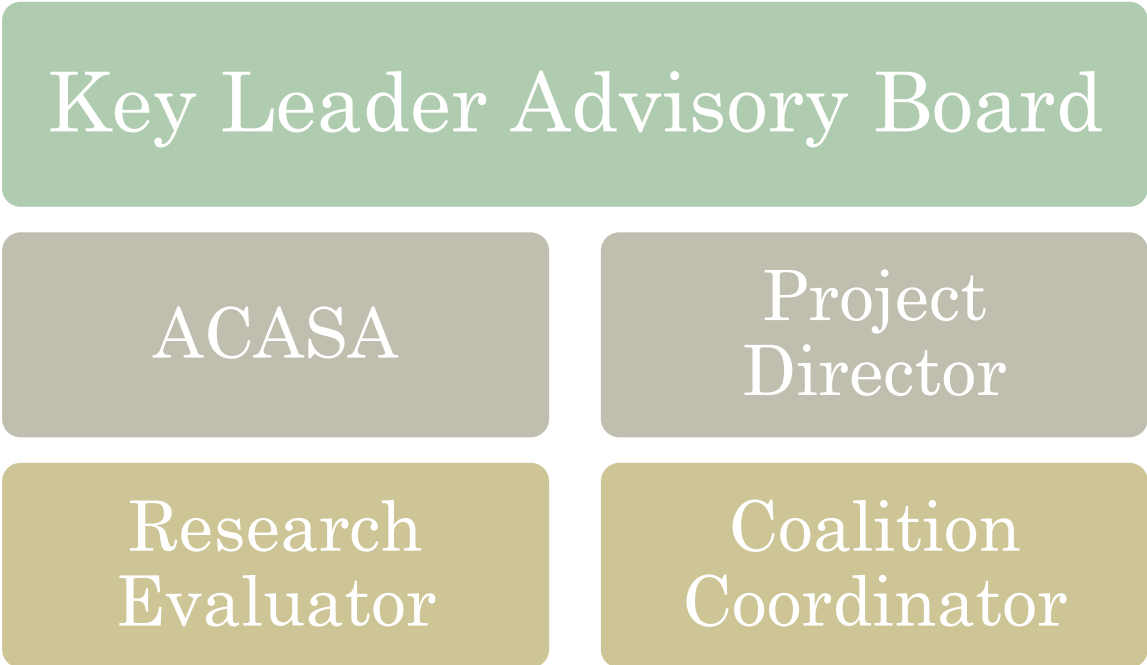 Key Leader Advisory Board
ACASA
Project
Director
Research
Evaluator
Coalition
Coordinator